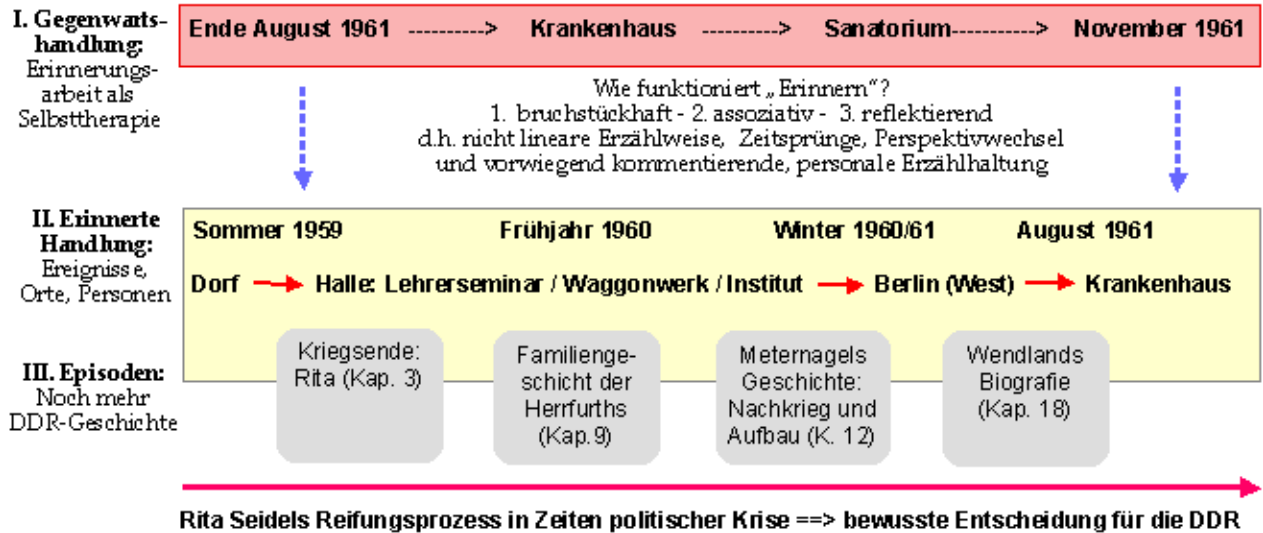 I. Gegenwarts-
handlung:
Erinnerungs-
arbeit als
Selbsttherapie
Ende August 1961 ----------> Krankenhaus ----------> Sanatorium-----------> November 1961
Wie funktioniert „Erinnern"?
1. bruchstückhaft - 2. assoziativ - 3. reflektierend
d.h. nicht lineare Erzählweise, Zeitsprünge, Perspektivwechsel
und vorwiegend kommentierende, personale Erzählhaltung
II. Erinnerte
Handlung:
Ereignisse,
Orte, Personen
Sommer 1959 Frühjahr 1960 Winter 1960/61 August 1961
Dorf Halle: Lehrerseminar / Waggonwerk / Institut Berlin (West) Krankenhaus
III. Episoden:
Noch mehr
DDR-Geschichte
Kriegsende:
Rita (Kap. 3)
Familienge-
schicht der
Herrfurths
(Kap.9)
Meternagels
Geschichte:
Nachkrieg und
Aufbau (K. 12)
Wendlands
Biografie
(Kap. 18)
Rita Seidels Reifungsprozess in Zeiten politischer Krise ==> bewusste Entscheidung für die DDR